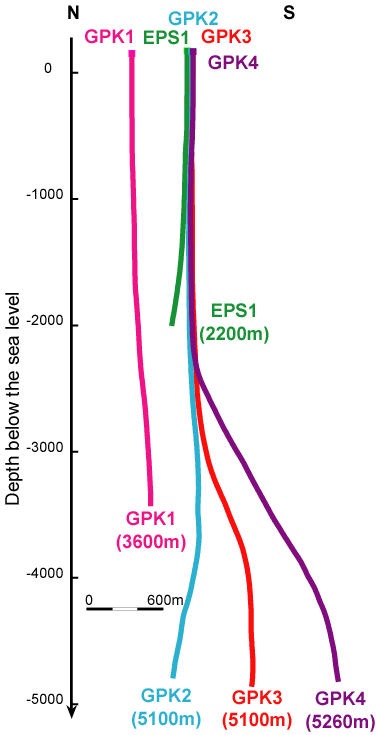 N
S
GPK2
GPK1 EPS1 GPK3
GPK4
0
-1000
-2000
-3000
-4000
-5000
Depth below the sea level
EPS1
(2200m)
GPK1
(3600m)
0 600m
GPK2
(5100m)
GPK3
(5100m)
GPK4
(5260m)